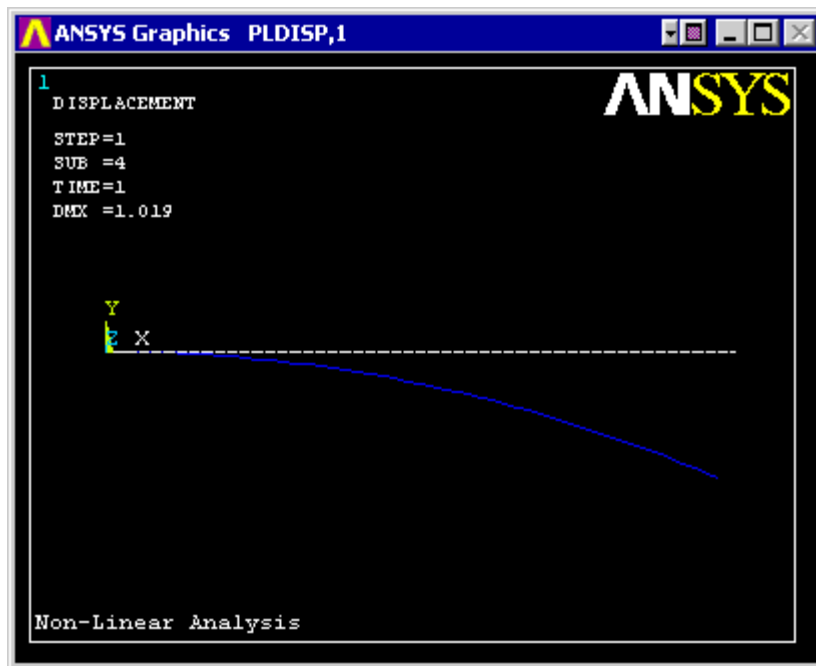 ANSYS Graphics PLDISP,1
1
ANSYS
DISPLACEMENT
STEP=1
SUB =4
TIME=1
DMX =1.019
Y
Z X
Non-Linear Analysis